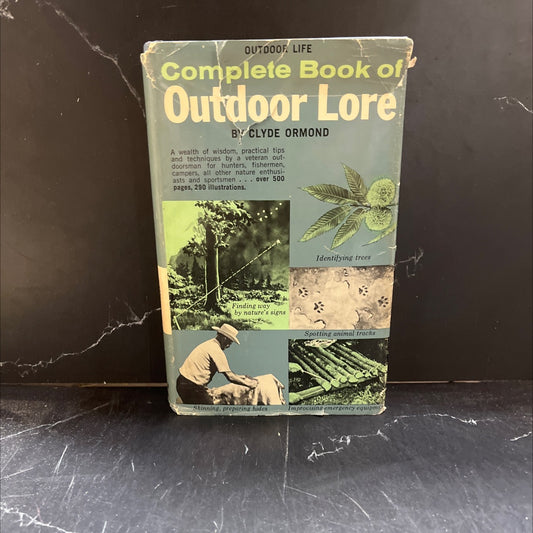 OUTDOOR LIFE
Complete Book of
Outdoor Lore
BY CLYDE ORMOND
A wealth of wisdom, practical tips
and techniques by a veteran out-
doorsman for hunters, fishermen,
campers, all other nature enthusi-
asts and sportsmen . . . over 500
pages, 250 illustrations.
Identifying trees
Finding way
by nature's signs
Spotting animal tracks
Skinning, preparing hides
Improvising emergency equipm